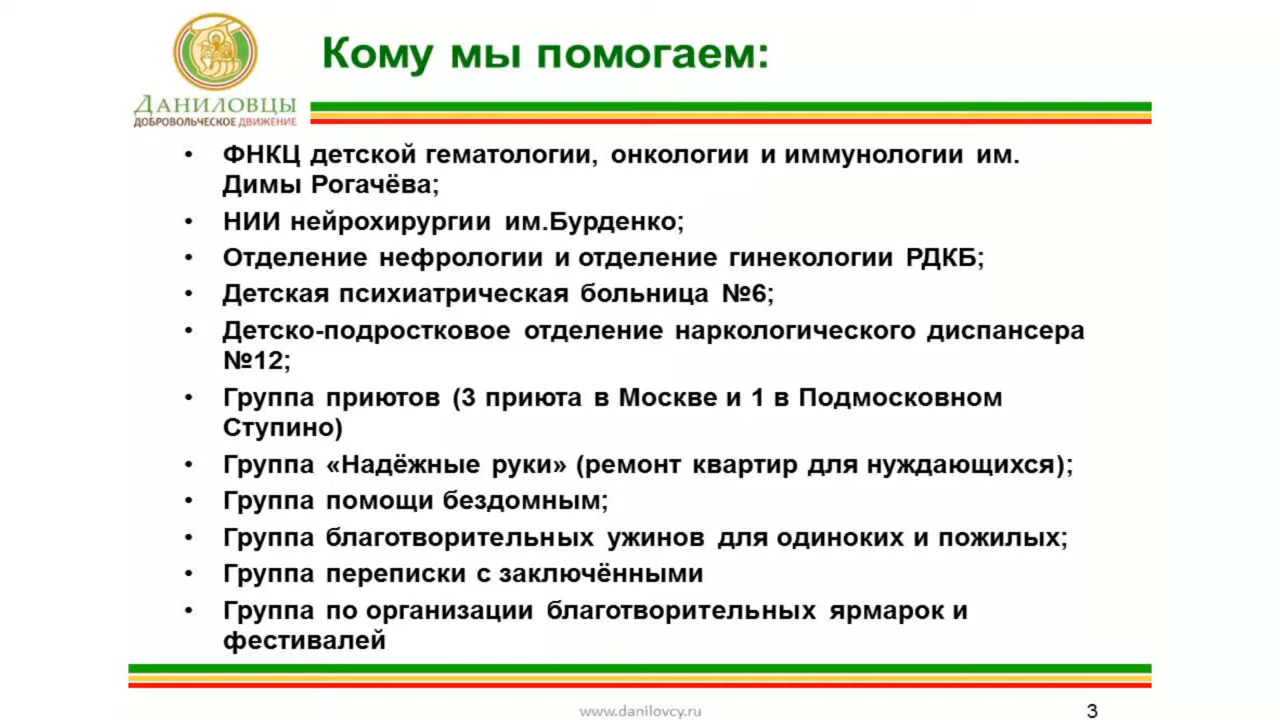 Кому мы помогаем:
ДАНИЛОВЦЫ
ДОБРОВОЛЬЧЕСКОЕ ДВИЖЕНИЕ
• ФНКЦ детской гематологии, онкологии и иммунологии им.
Димы Рогачёва;
• НИИ нейрохирургии им.Бурденко;
• Отделение нефрологии и отделение гинекологии РДКБ;
• Детская психиатрическая больница №6;
• Детско-подростковое отделение наркологического диспансера
№12;
• Группа приютов (3 приюта в Москве и 1 в Подмосковном
Ступино)
• Группа «Надёжные руки» (ремонт квартир для нуждающихся);
• Группа помощи бездомным;
• Группа благотворительных ужинов для одиноких и пожилых;
• Группа переписки с заключёнными
• Группа по организации благотворительных ярмарок и
фестивалей
www.danilovcy.ru
3